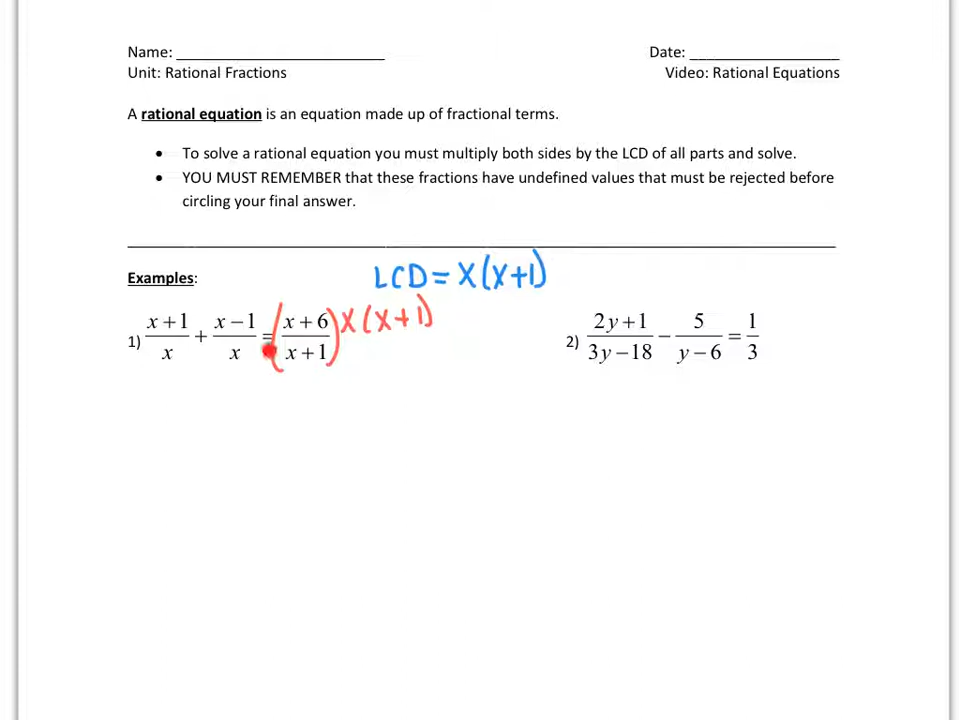 Name: _________________________ Date: __________________
Unit: Rational Fractions Video: Rational Equations
A rational equation is an equation made up of fractional terms.
• To solve a rational equation you must multiply both sides by the LCD of all parts and solve.
• YOU MUST REMEMBER that these fractions have undefined values that must be rejected before
circling your final answer.
Examples: LCD = x(x+1)
1) (x+1)/x + (x−1)/x = ((x+6)/(x+1)) x(x+1)
2) (2y+1)/(3y−18) − 5/(y−6) = 1/3